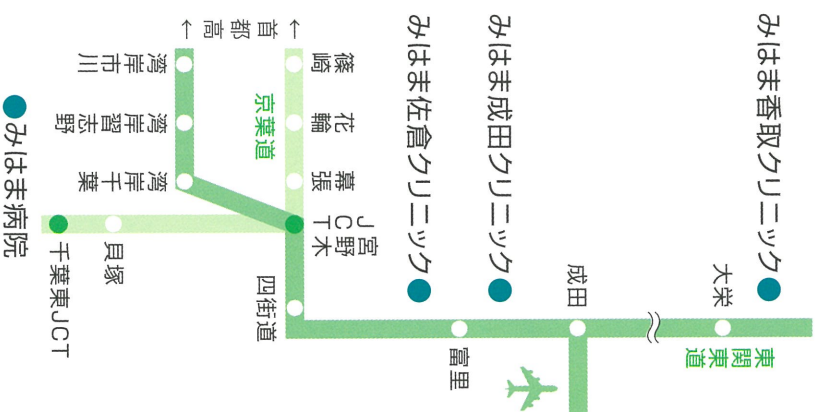 みはま香取クリニック
みはま成田クリニック
みはま佐倉クリニック
みはま病院
大栄
東関東道
成田
富里
四街道
宮野木JCT
幕張
花輪
篠崎
京葉道
←首都高←
湾岸市川
湾岸習志野
湾岸千葉
貝塚
千葉東JCT